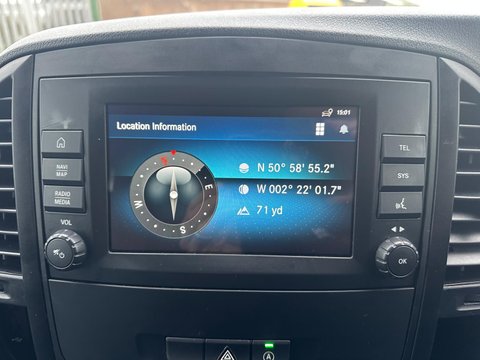 15:01
Location Information
N 50° 58' 55.2"
W 002° 22' 01.7"
71 yd
E
S
W
NAVI
MAP
RADIO
MEDIA
VOL
TEL
SYS
OK
A